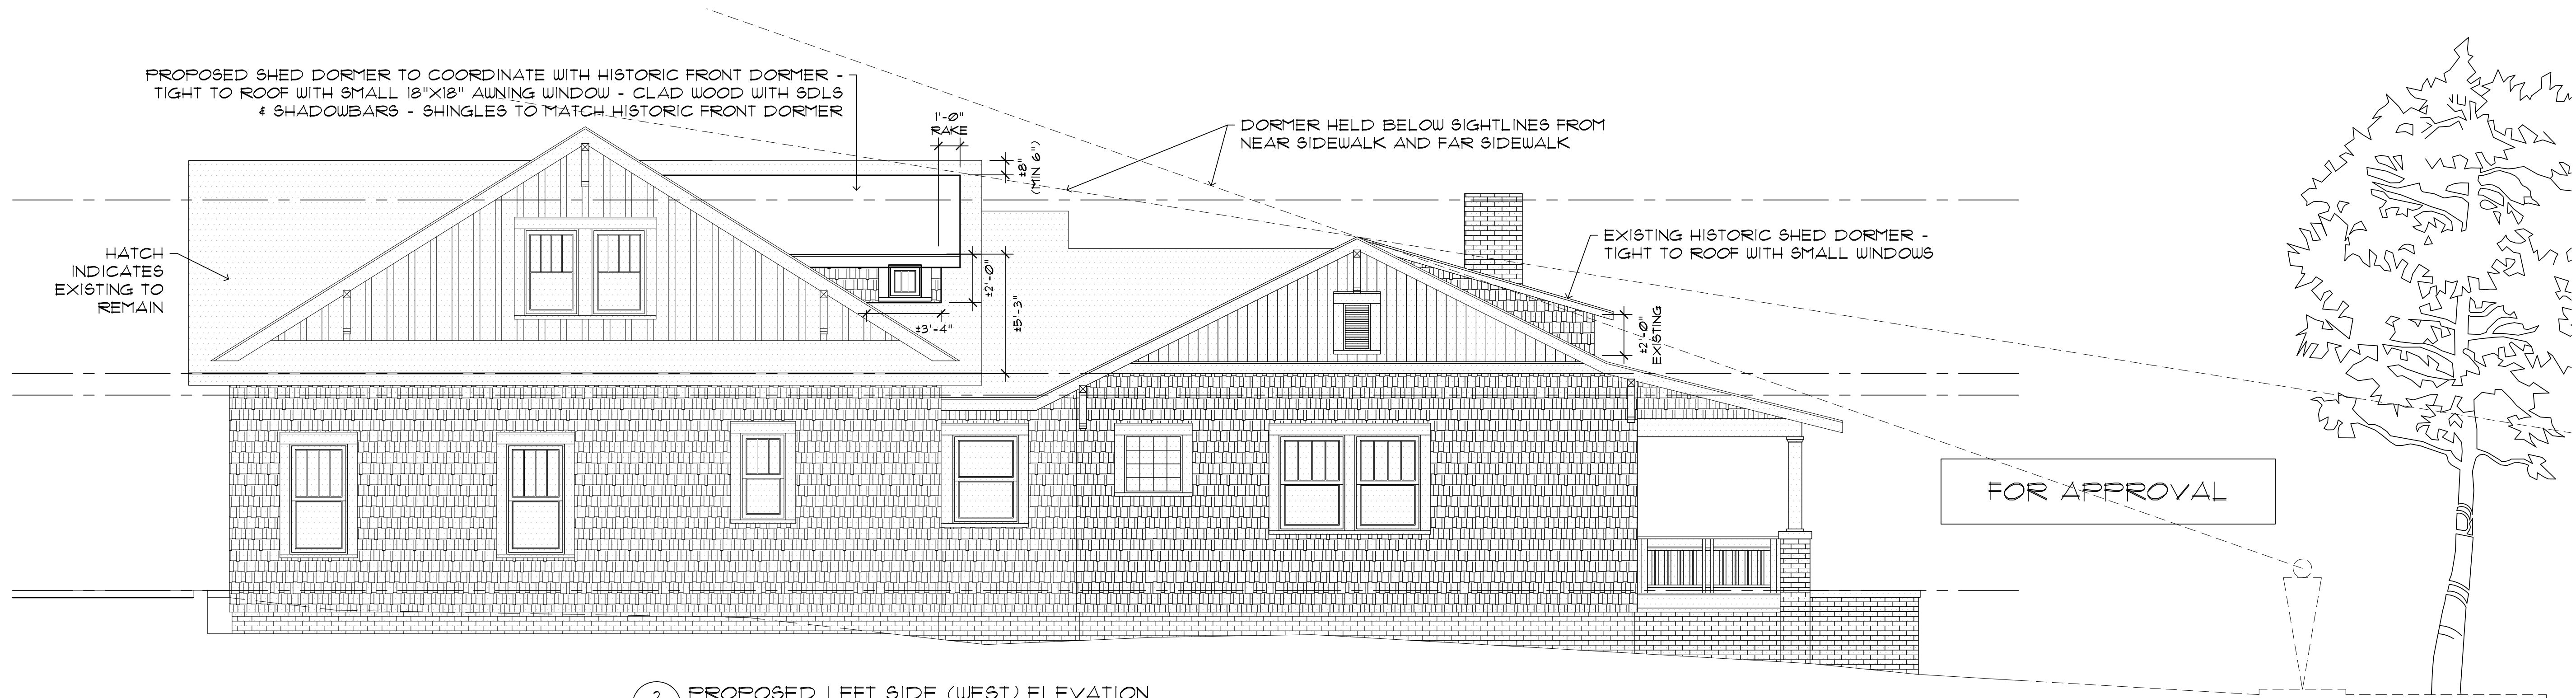 PROPOSED SHED DORMER TO COORDINATE WITH HISTORIC FRONT DORMER -
TIGHT TO ROOF WITH SMALL 18"X18" AWNING WINDOW - CLAD WOOD WITH SDLS
& SHADOWBARS - SHINGLES TO MATCH HISTORIC FRONT DORMER
1'-0"
RAKE
±8"
(MIN 6")
DORMER HELD BELOW SIGHTLINES FROM
NEAR SIDEWALK AND FAR SIDEWALK
HATCH
INDICATES
EXISTING TO
REMAIN
EXISTING HISTORIC SHED DORMER -
TIGHT TO ROOF WITH SMALL WINDOWS
±2'-0"
±5'-3"
±3'-4"
±2'-0"
EXISTING
FOR APPROVAL
2 PROPOSED LEFT SIDE (WEST) ELEVATION